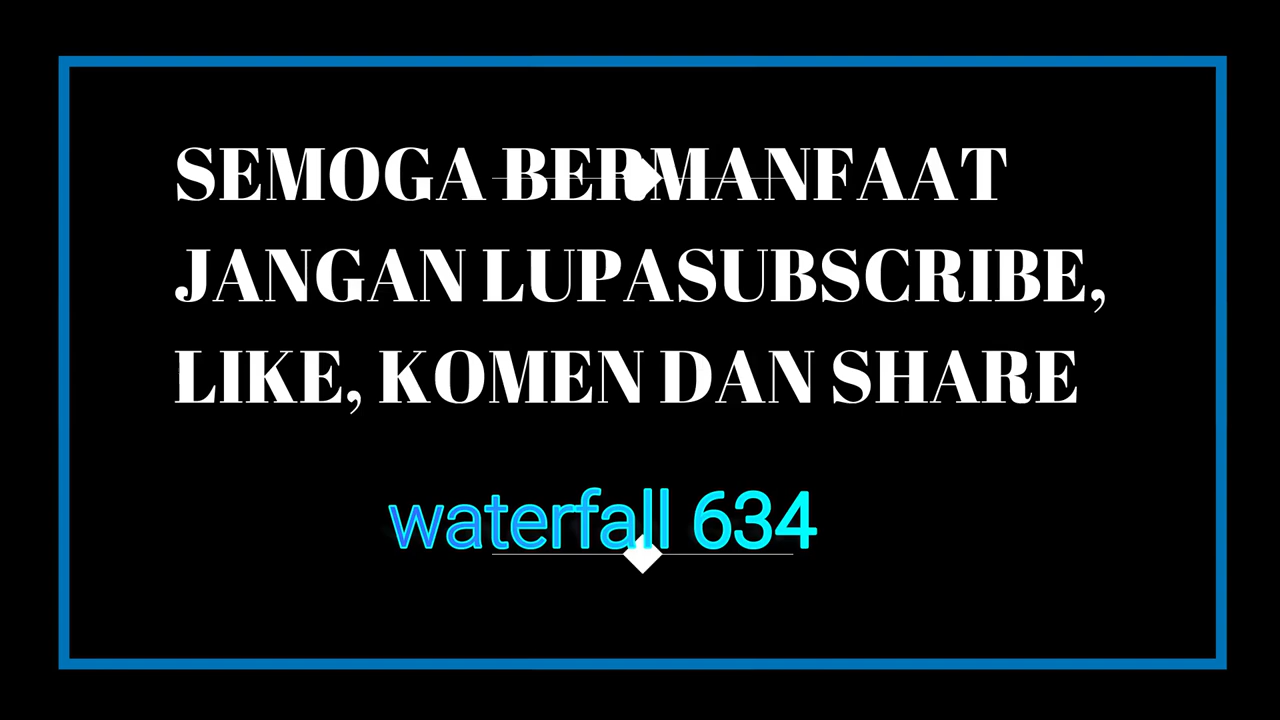 SEMOGA BERMANFAAT
JANGAN LUPASUBSCRIBE,
LIKE, KOMEN DAN SHARE
waterfall 634